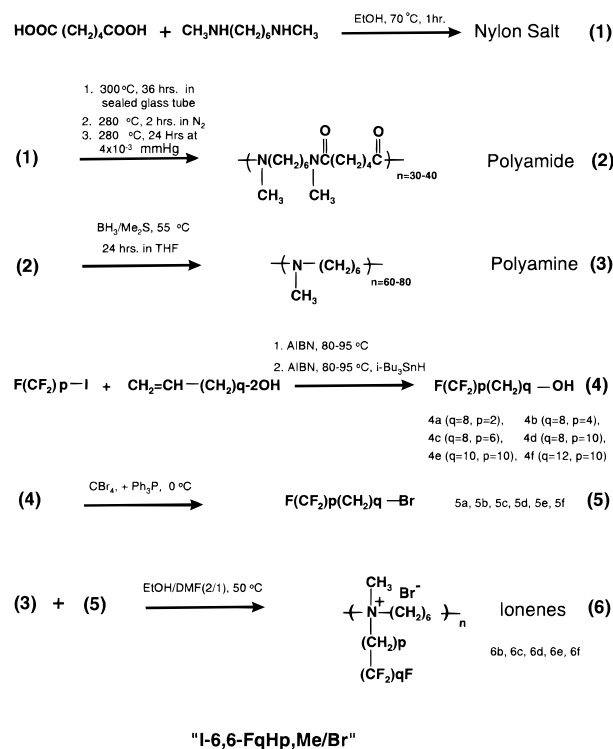 HOOC(CH2)4COOH + CH3NH(CH2)6NHCH3 EtOH, 70 °C, 1hr. Nylon Salt (1)
1. 300°C, 36 hrs. in
sealed glass tube
2. 280 °C, 2 hrs. in N2
3. 280 °C, 24 Hrs at
4x10-3 mmHg
(1) (N(CH2)6NC(CH2)4C) n=30-40 Polyamide (2)
O O
CH3 CH3
BH3/Me2S, 55 °C
24 hrs. in THF
(2) (N — (CH2)6) n=60-80 Polyamine (3)
CH3
1. AIBN, 80-95 °C
2. AIBN, 80-95 °C, i-Bu3SnH
F(CF2)p—I + CH2=CH—(CH2)q-2OH F(CF2)p(CH2)q —OH (4)
4a (q=8, p=2), 4b (q=8, p=4),
4c (q=8, p=6), 4d (q=8, p=10),
4e (q=10, p=10), 4f (q=12, p=10)
CBr4, + Ph3P, 0 °C
(4) F(CF2)p(CH2)q —Br (5)
5a, 5b, 5c, 5d, 5e, 5f
EtOH/DMF(2/1), 50 °C
(3) + (5) CH3 Br-
(N+—(CH2)6)n Ionenes (6)
(CH2)p
(CF2)qF
6b, 6c, 6d, 6e, 6f
"I-6,6-FqHp,Me/Br"